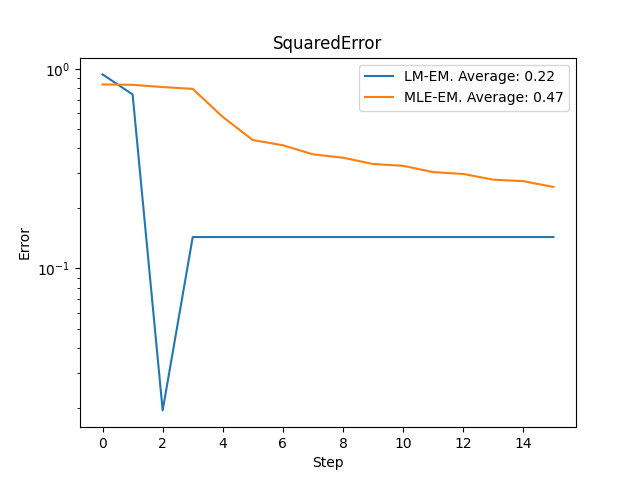 SquaredError
LM-EM. Average: 0.22
MLE-EM. Average: 0.47
10⁰
10⁻¹
Error
0 2 4 6 8 10 12 14
Step